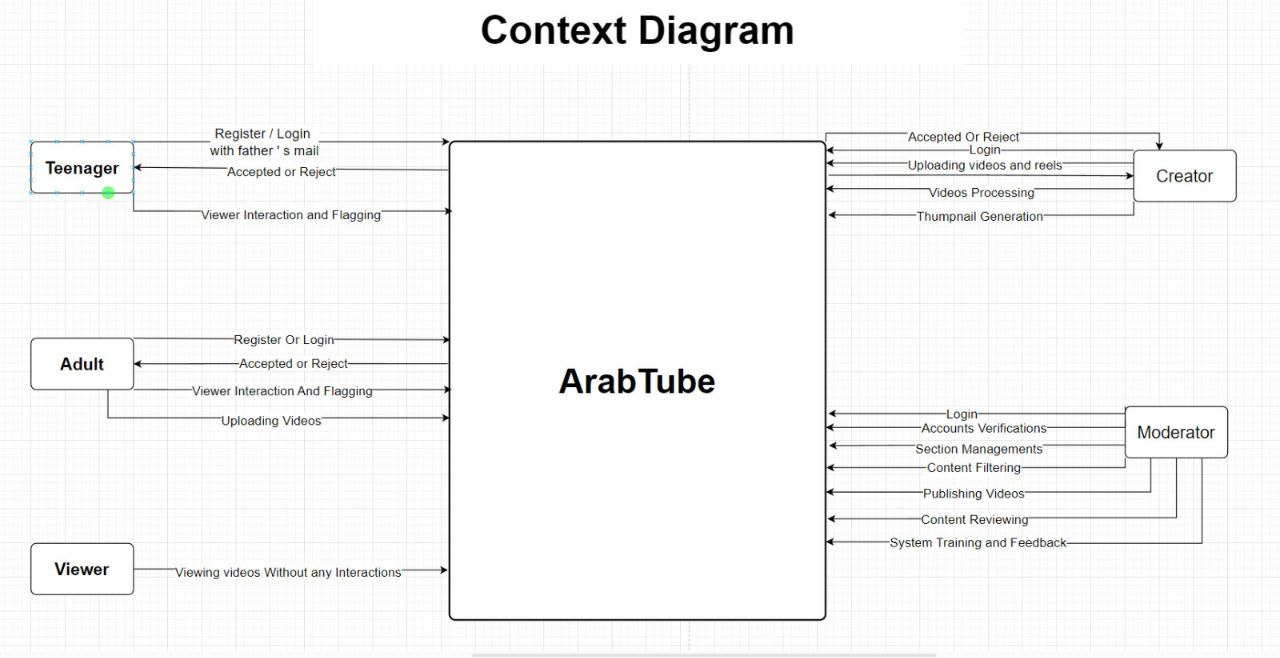 Context Diagram
Teenager
Register / Login
with father ' s mail
Accepted or Reject
Viewer Interaction and Flagging
Adult
Register Or Login
Accepted or Reject
Viewer Interaction And Flagging
Uploading Videos
Viewer
Viewing videos Without any Interactions
ArabTube
Accepted Or Reject
Login
Uploading videos and reels
Videos Processing
Thumpnail Generation
Creator
Login
Accounts Verifications
Section Managements
Content Filtering
Publishing Videos
Content Reviewing
System Training and Feedback
Moderator